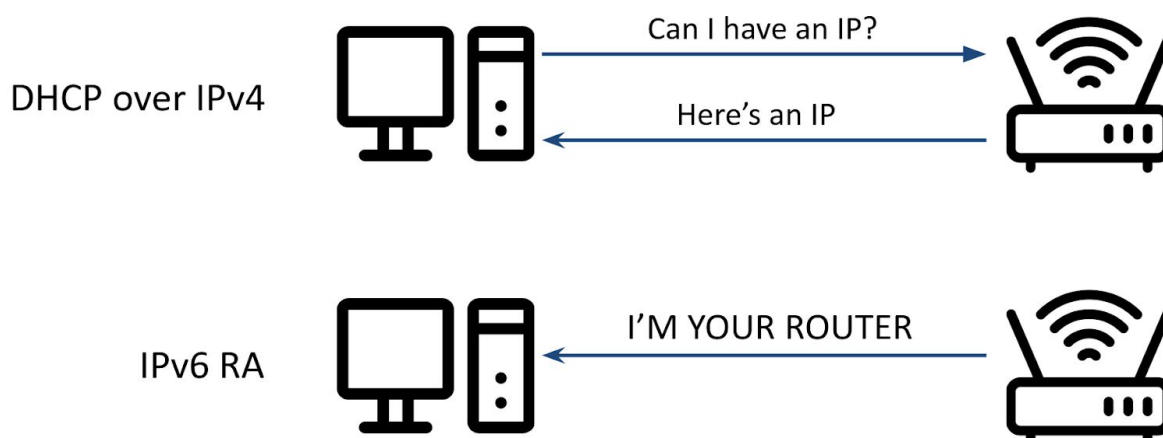 Can I have an IP?
DHCP over IPv4
Here’s an IP
I’M YOUR ROUTER
IPv6 RA